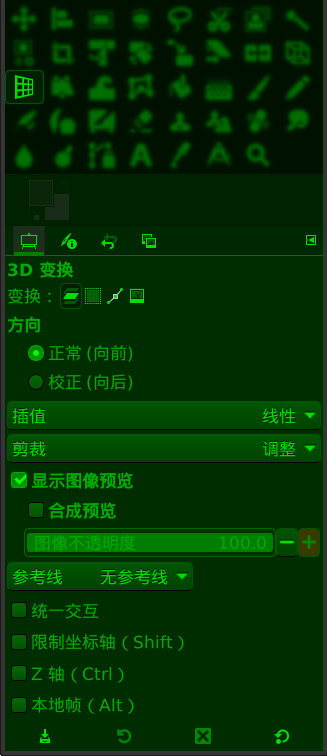 3D 变换
变换：
方向
正常 (向前)
校正 (向后)
插值 线性
剪裁 调整
显示图像预览
合成预览
图像不透明度 100.0
参考线 无参考线
统一交互
限制坐标轴 (Shift)
Z 轴 (Ctrl)
本地帧 (Alt)